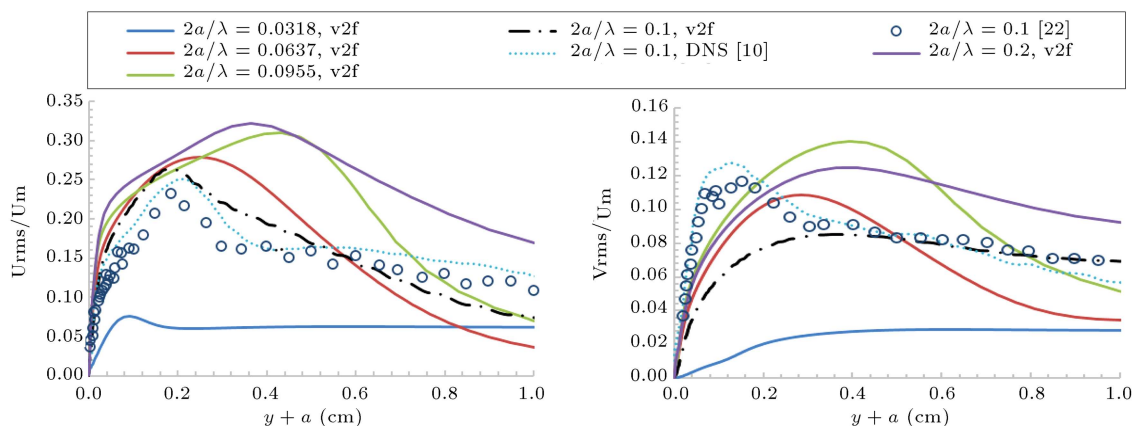 2a/λ = 0.0318, v2f
2a/λ = 0.0637, v2f
2a/λ = 0.0955, v2f
2a/λ = 0.1, v2f
2a/λ = 0.1, DNS [10]
2a/λ = 0.1 [22]
2a/λ = 0.2, v2f
Urms/Um
0.35
0.30
0.25
0.20
0.15
0.10
0.05
0.00
0.0 0.2 0.4 0.6 0.8 1.0
y + a (cm)
Vrms/Um
0.16
0.14
0.12
0.10
0.08
0.06
0.04
0.02
0.00
0.0 0.2 0.4 0.6 0.8 1.0
y + a (cm)